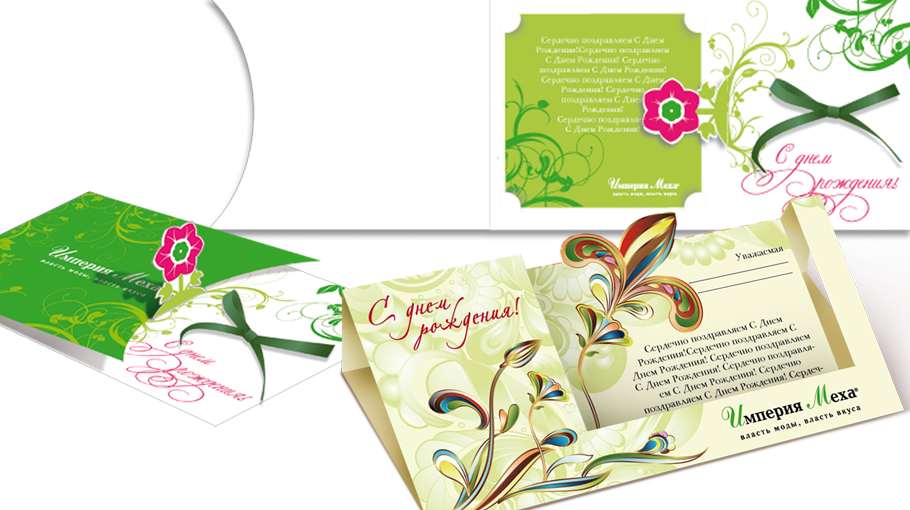 Сердечно поздравляем С Днем
Рождения!Сердечно поздравляем
С Днем Рождения! Сердечно
поздравляем С Днем Рождения!
Сердечно поздравляем С Днем
Рождения! Сердечно
поздравляем С Днем
Рождения!
Сердечно поздравляем
С Днем Рождения!
Империя Меха
власть моды, власть вкуса
С днем
рождения!
Империя Меха
власть моды, власть вкуса
С днем
рождения!
С днем
рождения!
Уважаемая
Сердечно поздравляем С Днем
Рождения!Сердечно поздравляем С
Днем Рождения! Сердечно поздравляем
С Днем Рождения! Сердечно поздравля-
ем С Днем Рождения! Сердечно
поздравляем С Днем Рождения! Сердеч-
Империя Меха®
власть моды, власть вкуса